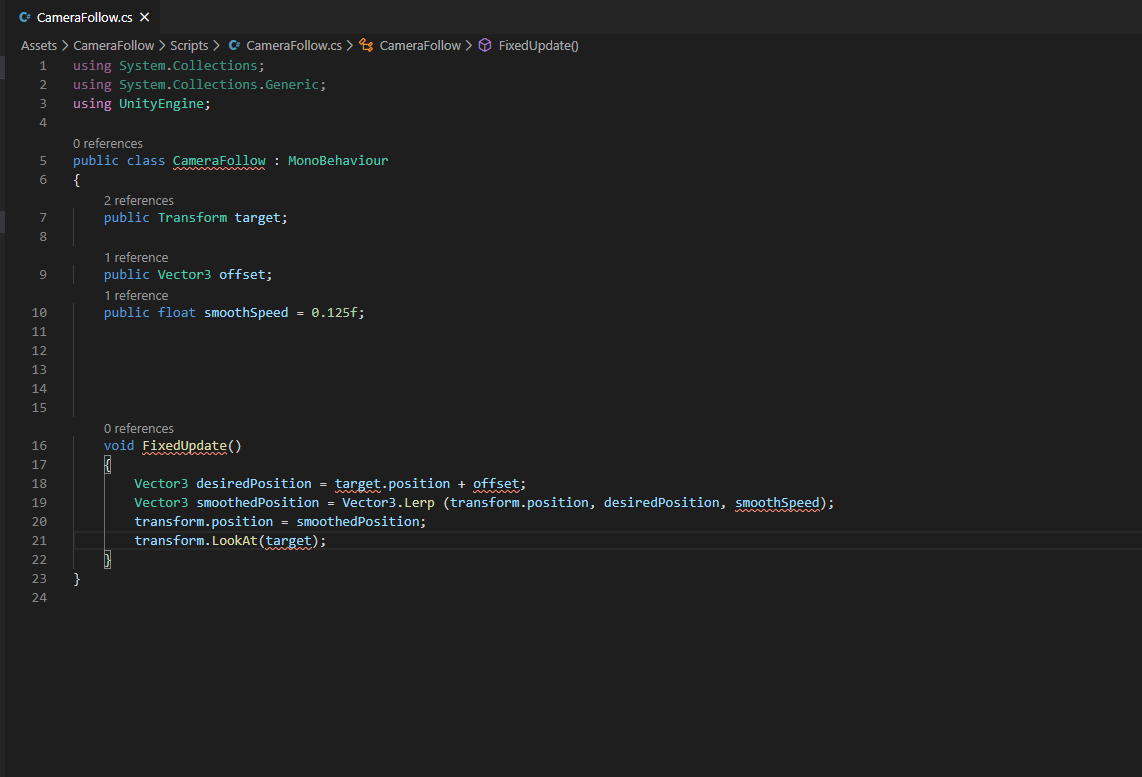 CameraFollow.cs
Assets > CameraFollow > Scripts > CameraFollow.cs > CameraFollow > FixedUpdate()
1 using System.Collections;
2 using System.Collections.Generic;
3 using UnityEngine;
4
0 references
5 public class CameraFollow : MonoBehaviour
6 {
2 references
7 public Transform target;
8
1 reference
9 public Vector3 offset;
1 reference
10 public float smoothSpeed = 0.125f;
11
12
13
14
15
0 references
16 void FixedUpdate()
17 {
18 Vector3 desiredPosition = target.position + offset;
19 Vector3 smoothedPosition = Vector3.Lerp (transform.position, desiredPosition, smoothSpeed);
20 transform.position = smoothedPosition;
21 transform.LookAt(target);
22 }
23 }
24